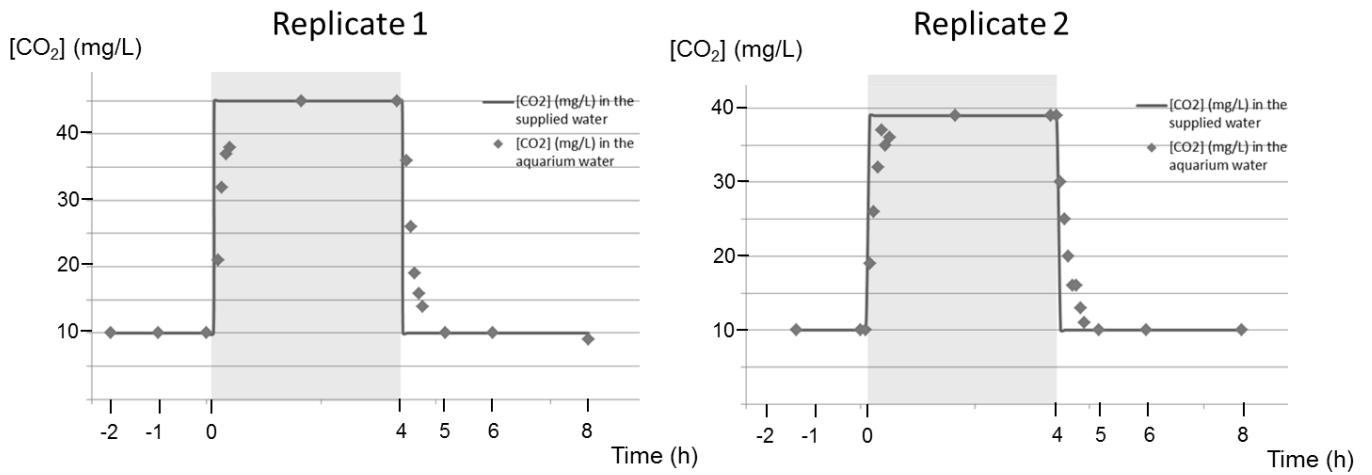 Replicate 1
[CO₂] (mg/L)
[CO2] (mg/L) in the
supplied water
[CO2] (mg/L) in the
aquarium water
40
30
20
10
-2 -1 0 4 5 6 8
Time (h)
Replicate 2
[CO₂] (mg/L)
[CO2] (mg/L) in the
supplied water
[CO2] (mg/L) in the
aquarium water
40
30
20
10
-2 -1 0 4 5 6 8
Time (h)